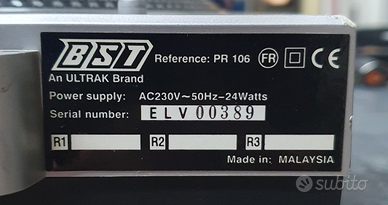 BST
Reference: PR 106
FR
CE
An ULTRAK Brand
Power supply: AC230V~50Hz-24Watts
Serial number: ELV00389
R1 R2 R3
Made in: MALAYSIA
subito